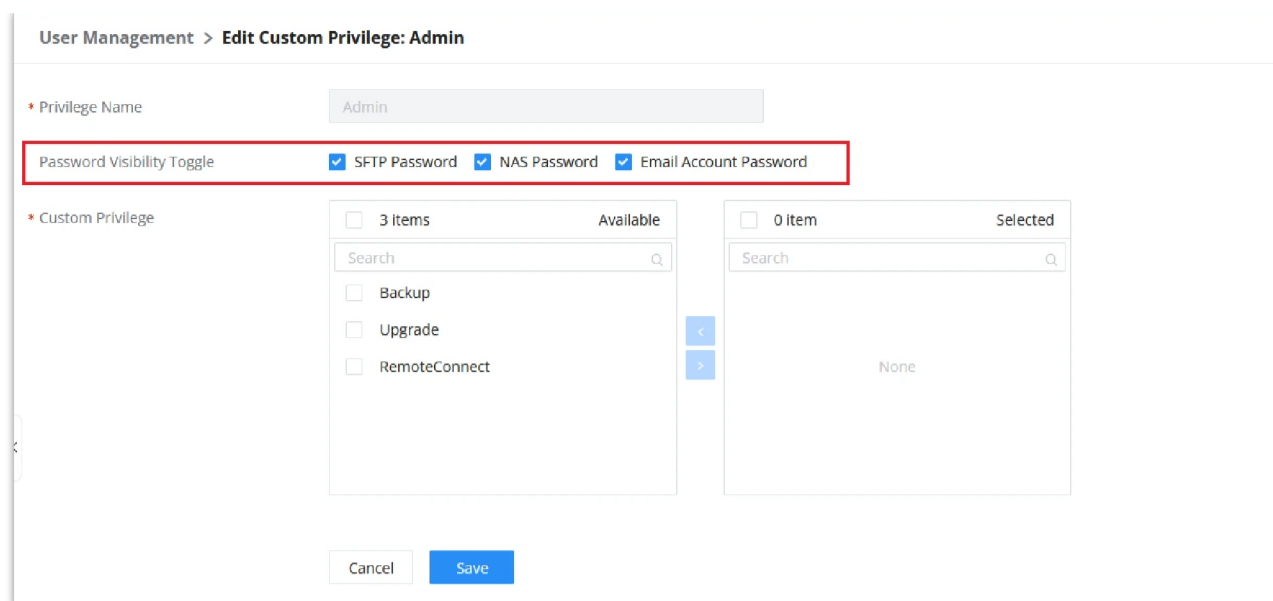 User Management > Edit Custom Privilege: Admin
* Privilege Name
Admin
Password Visibility Toggle
SFTP Password
NAS Password
Email Account Password
* Custom Privilege
3 items
Available
0 item
Selected
Search
Search
Backup
Upgrade
RemoteConnect
<
>
None
<
Cancel
Save